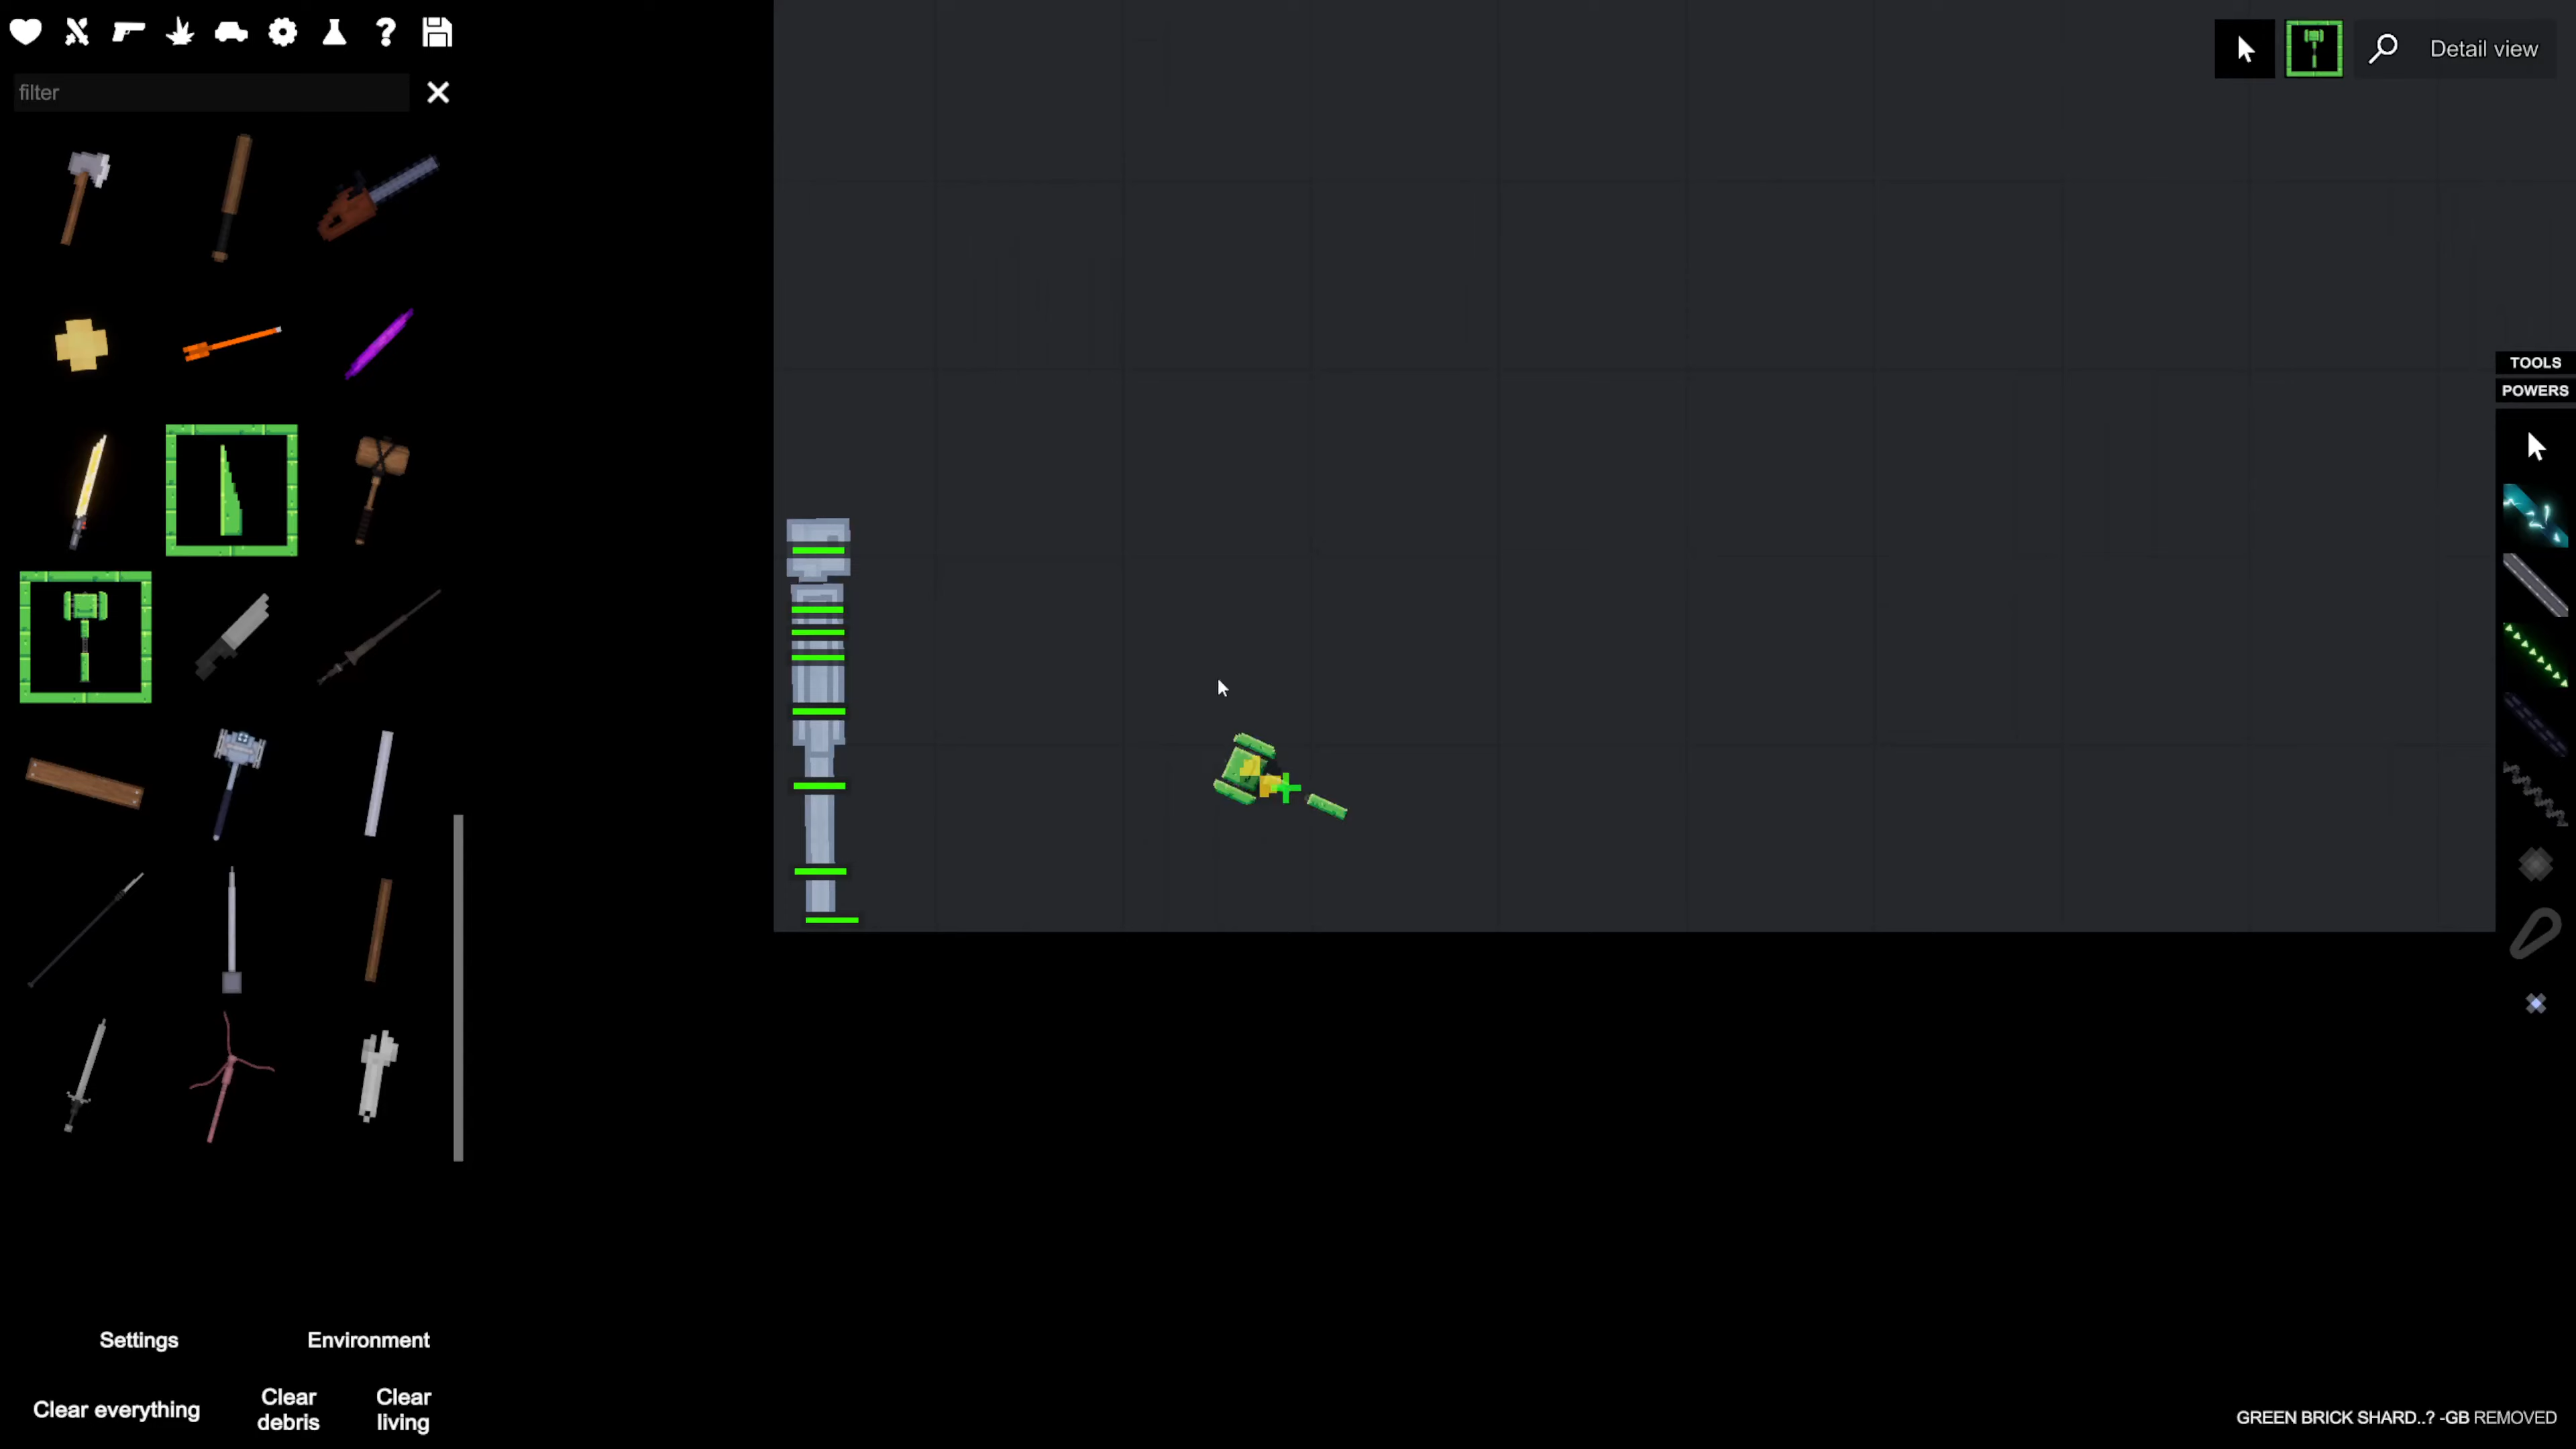 filter
Detail view
TOOLS
POWERS
Settings
Environment
Clear everything
Clear
debris
Clear
living
GREEN BRICK SHARD..? -GB REMOVED